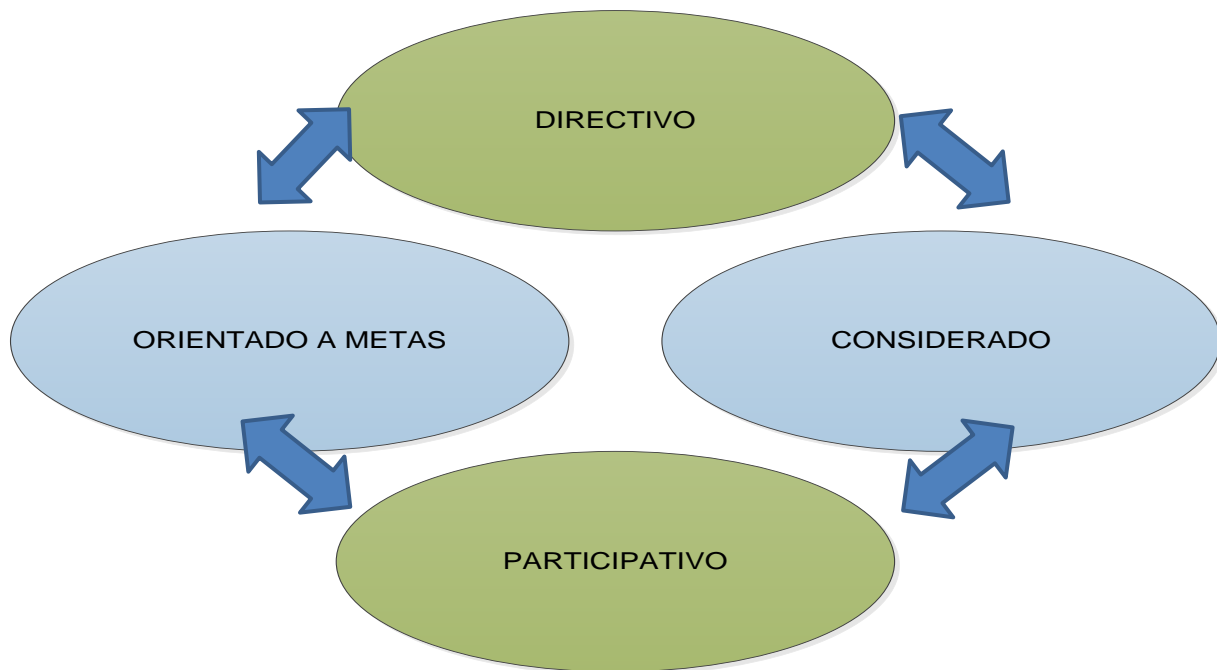 DIRECTIVO
ORIENTADO A METAS
CONSIDERADO
PARTICIPATIVO